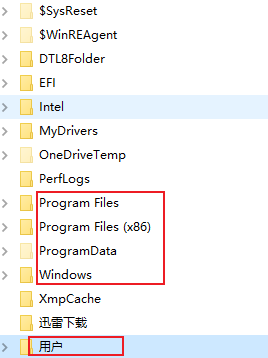 $SysReset
$WinREAgent
DTL8Folder
EFI
Intel
MyDrivers
OneDriveTemp
PerfLogs
Program Files
Program Files (x86)
ProgramData
Windows
XmpCache
迅雷下载
用户